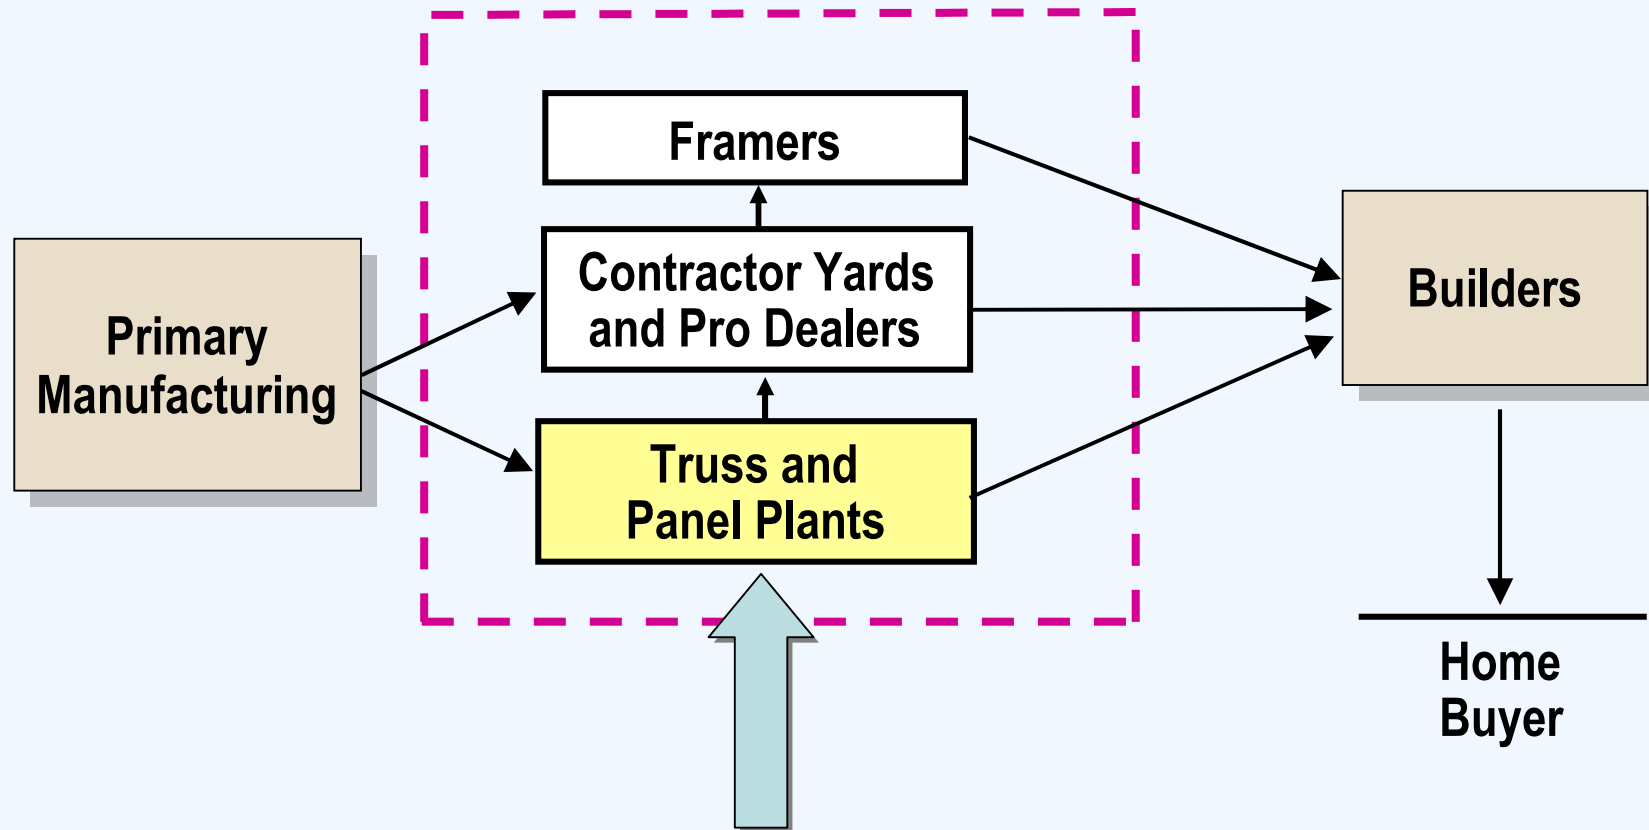 Framers
Contractor Yards
and Pro Dealers
Primary
Manufacturing
Truss and
Panel Plants
Builders
Home
Buyer